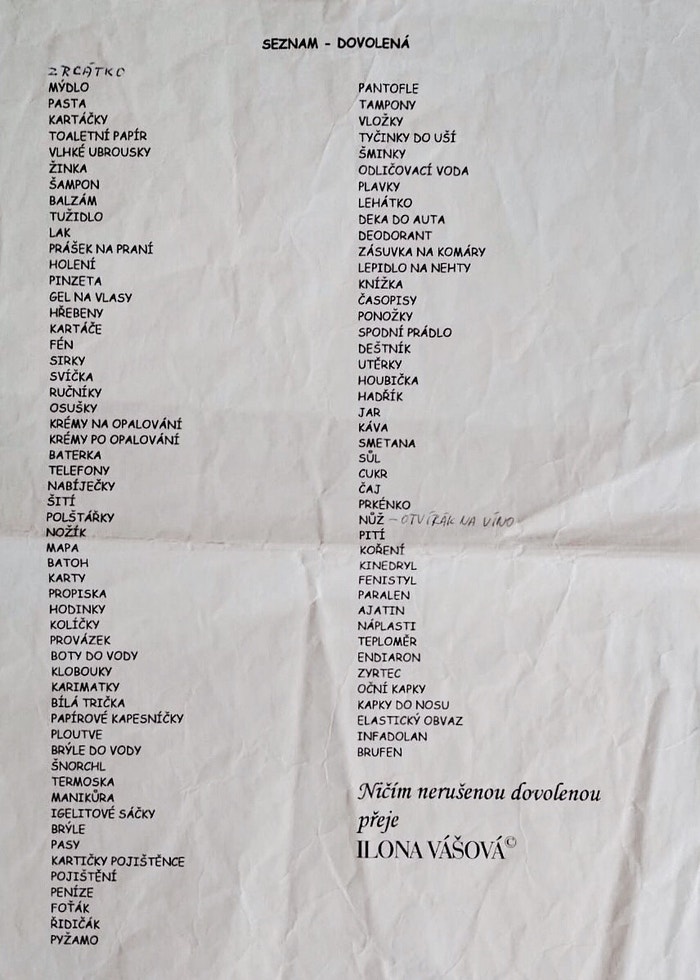 SEZNAM - DOVOLENÁ
ZRCÁTKO
MÝDLO
PASTA
KARTÁČKY
TOALETNÍ PAPÍR
VLHKÉ UBROUSKY
ŽINKA
ŠAMPON
BALZÁM
TUŽIDLO
LAK
PRÁŠEK NA PRANÍ
HOLENÍ
PINZETA
GEL NA VLASY
HŘEBENY
KARTÁČE
FÉN
SIRKY
SVÍČKA
RUČNÍKY
OSUŠKY
KRÉMY NA OPALOVÁNÍ
KRÉMY PO OPALOVÁNÍ
BATERKA
TELEFONY
NABÍJEČKY
ŠITÍ
POLŠTÁŘKY
NOŽÍK
MAPA
BATOH
KARTY
PROPISKA
HODINKY
KOLÍČKY
PROVÁZEK
BOTY DO VODY
KLOBOUKY
KARIMATKY
BÍLÁ TRIČKA
PAPÍROVÉ KAPESNÍČKY
PLOUTVE
BRÝLE DO VODY
ŠNORCHL
TERMOSKA
MANIKŮRA
IGELITOVÉ SÁČKY
BRÝLE
PASY
KARTIČKY POJIŠTĚNCE
POJIŠTĚNÍ
PENÍZE
FOŤÁK
ŘIDIČÁK
PYŽAMO
PANTOFLE
TAMPONY
VLOŽKY
TYČINKY DO UŠÍ
ŠMINKY
ODLIČOVACÍ VODA
PLAVKY
LEHÁTKO
DEKA DO AUTA
DEODORANT
ZÁSUVKA NA KOMÁRY
LEPIDLO NA NEHTY
KNÍŽKA
ČASOPISY
PONOŽKY
SPODNÍ PRÁDLO
DEŠTNÍK
UTĚRKY
HOUBIČKA
HADŘÍK
JAR
KÁVA
SMETANA
SŮL
CUKR
ČAJ
PRKÉNKO
NŮŽ - OTVÍRÁK NA VÍNO
PITÍ
KOŘENÍ
KINEDRYL
FENISTYL
PARALEN
AJATIN
NÁPLASTI
TEPLOMĚR
ENDIARON
ZYRTEC
OČNÍ KAPKY
KAPKY DO NOSU
ELASTICKÝ OBVAZ
INFADOLAN
BRUFEN
Ničím nerušenou dovolenou
přeje
ILONA VÁŠOVÁ©